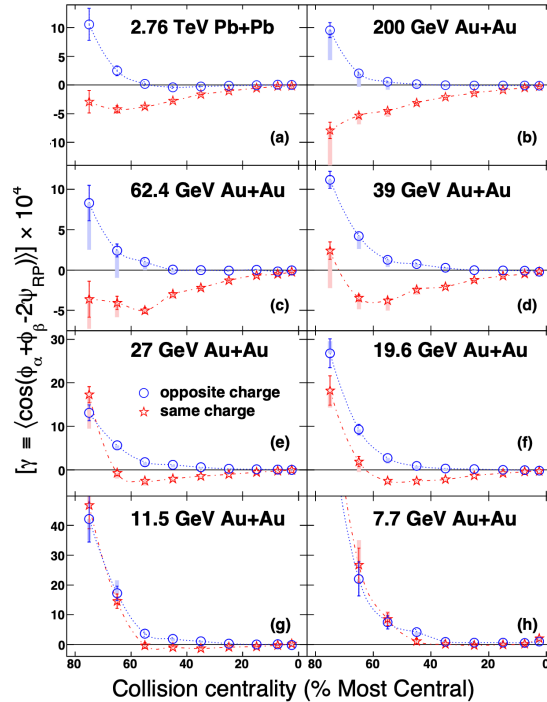 2.76 TeV Pb+Pb
200 GeV Au+Au
10
5
0
5
10
(a)
(b)
62.4 GeV Au+Au
39 GeV Au+Au
10
5
0
-5
(c)
(d)
[γ ≡ ⟨cos(ϕα+ϕβ-2ψRP)⟩] × 10⁴
27 GeV Au+Au
19.6 GeV Au+Au
30
20
10
0
opposite charge
same charge
(e)
(f)
11.5 GeV Au+Au
7.7 GeV Au+Au
40
30
20
10
0
(g)
(h)
80 60 40 20 0 80 60 40 20 0
Collision centrality (% Most Central)